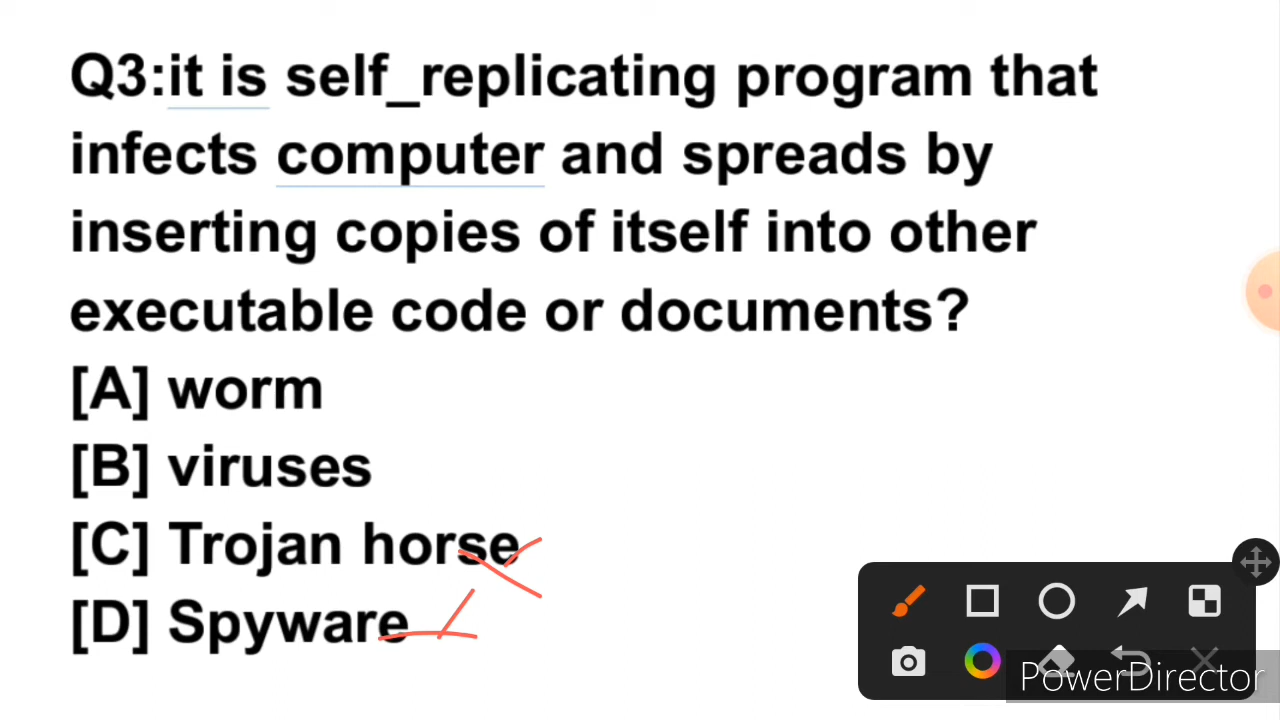 Q3:it is self_replicating program that
infects computer and spreads by
inserting copies of itself into other
executable code or documents?
[A] worm
[B] viruses
[C] Trojan horse
[D] Spyware
PowerDirector